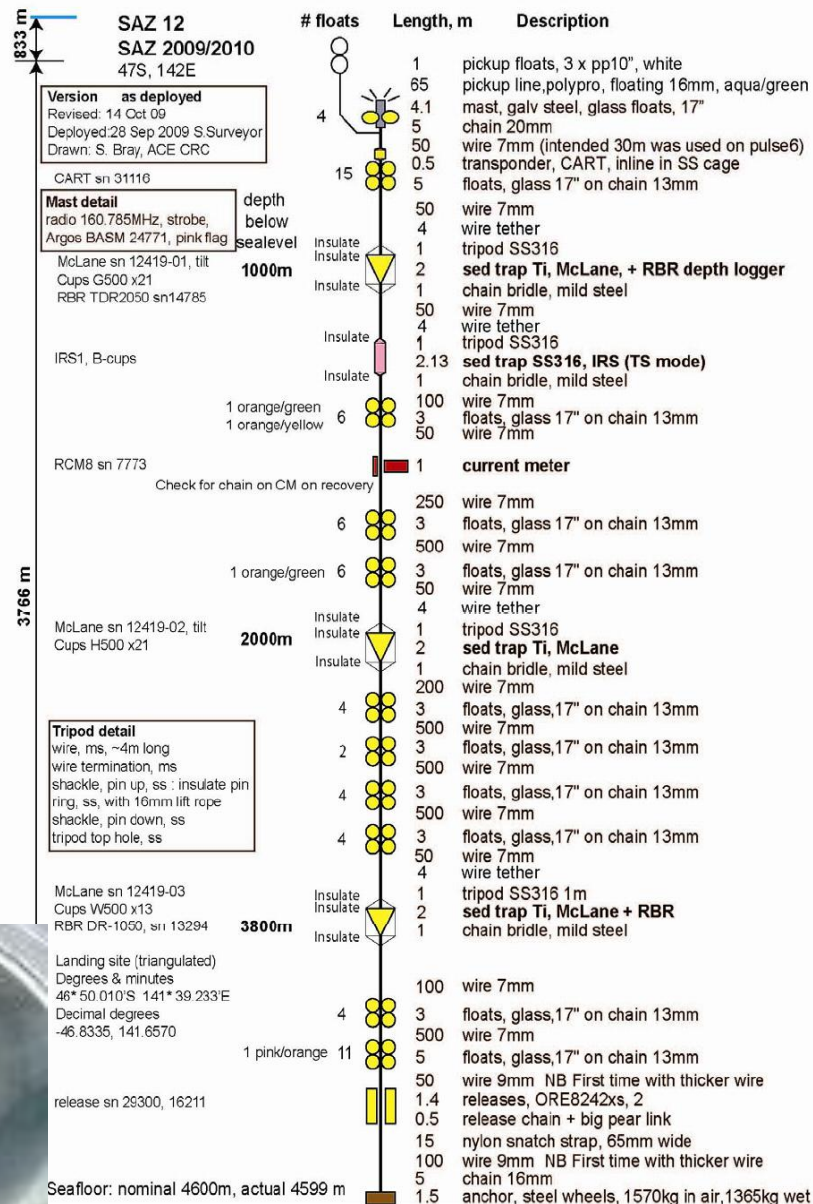 833 m
SAZ 12
SAZ 2009/2010
47S, 142E
# floats Length, m Description
Version as deployed
Revised: 14 Oct 09
Deployed:28 Sep 2009 S.Surveyor
Drawn: S. Bray, ACE CRC
CART sn 31116
Mast detail
radio 160.785MHz, strobe,
Argos BASM 24771, pink flag
depth
below
sealevel
1 pickup floats, 3 x pp10", white
65 pickup line,polypro, floating 16mm, aqua/green
4 4.1 mast, galv steel, glass floats, 17"
5 chain 20mm
50 wire 7mm (intended 30m was used on pulse6)
0.5 transponder, CART, inline in SS cage
15 5 floats, glass 17" on chain 13mm
50 wire 7mm
4 wire tether
Insulate 1 tripod SS316
Insulate
McLane sn 12419-01, tilt
Cups G500 x21
RBR TDR2050 sn14785
1000m 2 sed trap Ti, McLane, + RBR depth logger
Insulate 1 chain bridle, mild steel
50 wire 7mm
4 wire tether
Insulate 1 tripod SS316
IRS1, B-cups 2.13 sed trap SS316, IRS (TS mode)
Insulate 1 chain bridle, mild steel
100 wire 7mm
1 orange/green
1 orange/yellow
6 3 floats, glass 17" on chain 13mm
50 wire 7mm
RCM8 sn 7773 1 current meter
Check for chain on CM on recovery
250 wire 7mm
6 3 floats, glass 17" on chain 13mm
500 wire 7mm
1 orange/green 6 3 floats, glass 17" on chain 13mm
50 wire 7mm
4 wire tether
3766 m
Insulate 1 tripod SS316
Insulate
McLane sn 12419-02, tilt
Cups H500 x21
2000m 2 sed trap Ti, McLane
Insulate 1 chain bridle, mild steel
200 wire 7mm
4 3 floats, glass,17" on chain 13mm
500 wire 7mm
2 3 floats, glass,17" on chain 13mm
500 wire 7mm
4 3 floats, glass,17" on chain 13mm
500 wire 7mm
4 3 floats, glass,17" on chain 13mm
50 wire 7mm
4 wire tether
Tripod detail
wire, ms, ~4m long
wire termination, ms
shackle, pin up, ss : insulate pin
ring, ss, with 16mm lift rope
shackle, pin down, ss
tripod top hole, ss
Insulate 1 tripod SS316 1m
Insulate
McLane sn 12419-03
Cups W500 x13
RBR DR-1050, sn 13294
3800m 2 sed trap Ti, McLane + RBR
Insulate 1 chain bridle, mild steel
Landing site (triangulated)
Degrees & minutes
46* 50.010'S 141* 39.233'E
Decimal degrees
-46.8335, 141.6570
100 wire 7mm
4 3 floats, glass,17" on chain 13mm
500 wire 7mm
1 pink/orange 11 5 floats, glass,17" on chain 13mm
50 wire 9mm NB First time with thicker wire
release sn 29300, 16211 1.4 releases, ORE8242xs, 2
0.5 release chain + big pear link
15 nylon snatch strap, 65mm wide
100 wire 9mm NB First time with thicker wire
5 chain 16mm
Seafloor: nominal 4600m, actual 4599 m 1.5 anchor, steel wheels, 1570kg in air,1365kg wet